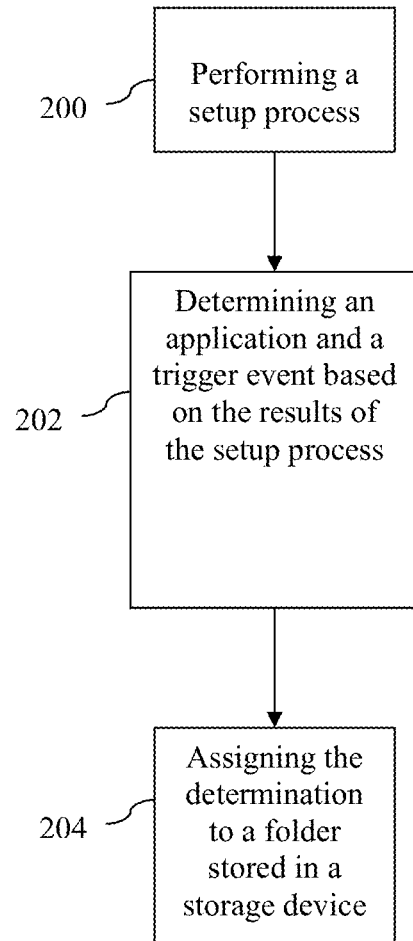 Performing a
setup process
200
Determining an
application and a
trigger event based
on the results of
the setup process
202
Assigning the
determination
to a folder
stored in a
storage device
204